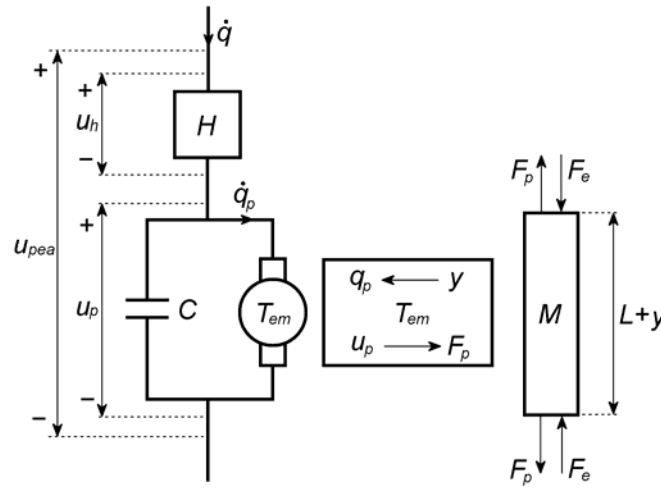 q̇
+
+
u_h
H
−
F_p
F_e
q̇_p
+
u_pea
u_p
C
T_em
q_p
y
T_em
u_p
F_p
M
L+y
−
−
F_p
F_e